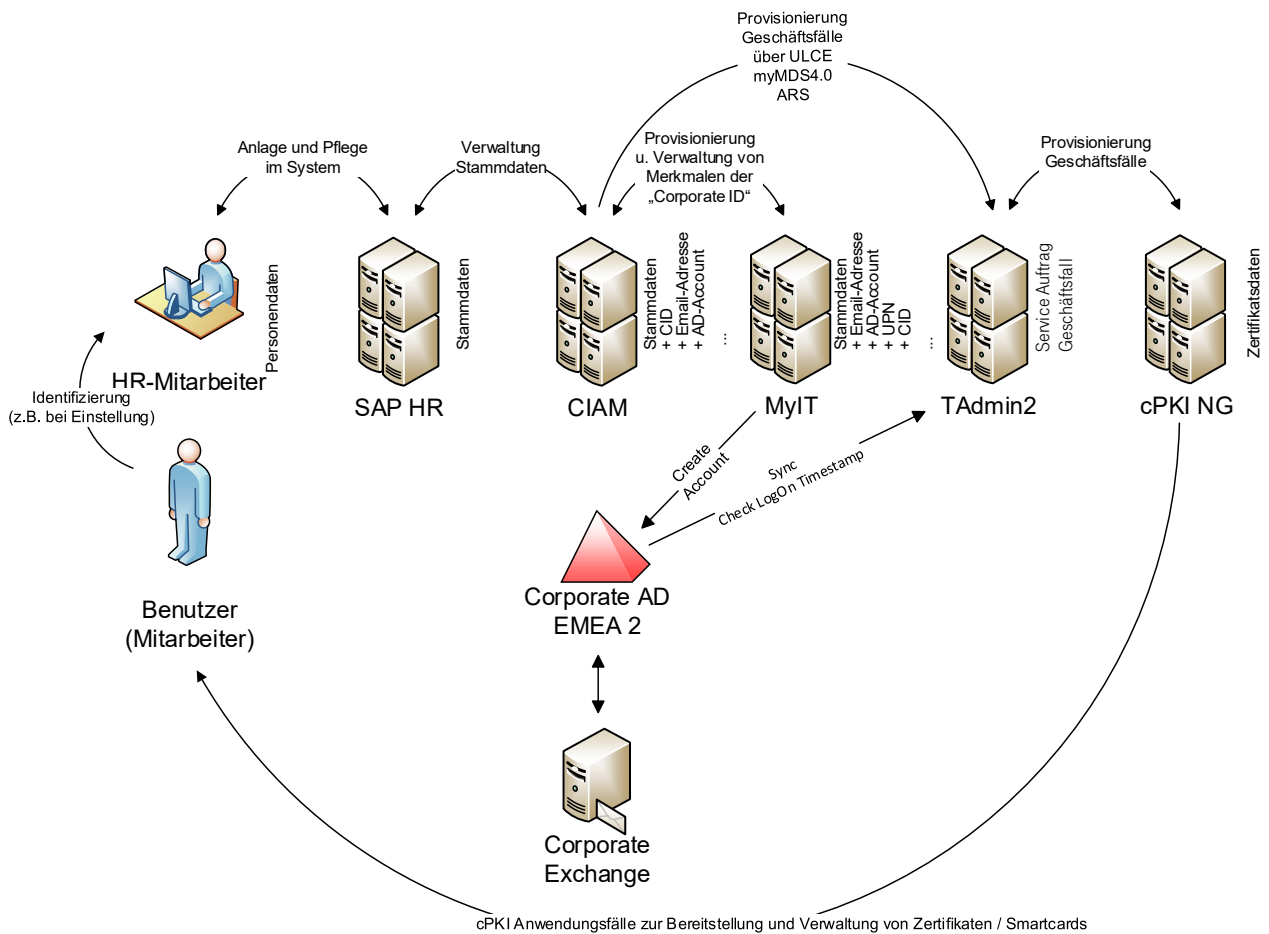 Provisionierung
Geschäftsfälle
über ULCE
myMDS4.0
ARS
Anlage und Pflege
im System
Verwaltung
Stammdaten
Provisionierung
u. Verwaltung von
Merkmalen der
„Corporate ID“
Provisionierung
Geschäftsfälle
Personendaten
Stammdaten
Stammdaten
+ CID
+ Email-Adresse
+ AD-Account
...
Stammdaten
+ Email-Adresse
+ AD-Account
+ UPN
+ CID
...
Service Auftrag
Geschäftsfall
Zertifikatsdaten
HR-Mitarbeiter
SAP HR
CIAM
MyIT
TAdmin2
cPKI NG
Identifizierung
(z.B. bei Einstellung)
Create
Account
Sync
Check LogOn Timestamp
Benutzer
(Mitarbeiter)
Corporate AD
EMEA 2
Corporate
Exchange
cPKI Anwendungsfälle zur Bereitstellung und Verwaltung von Zertifikaten / Smartcards